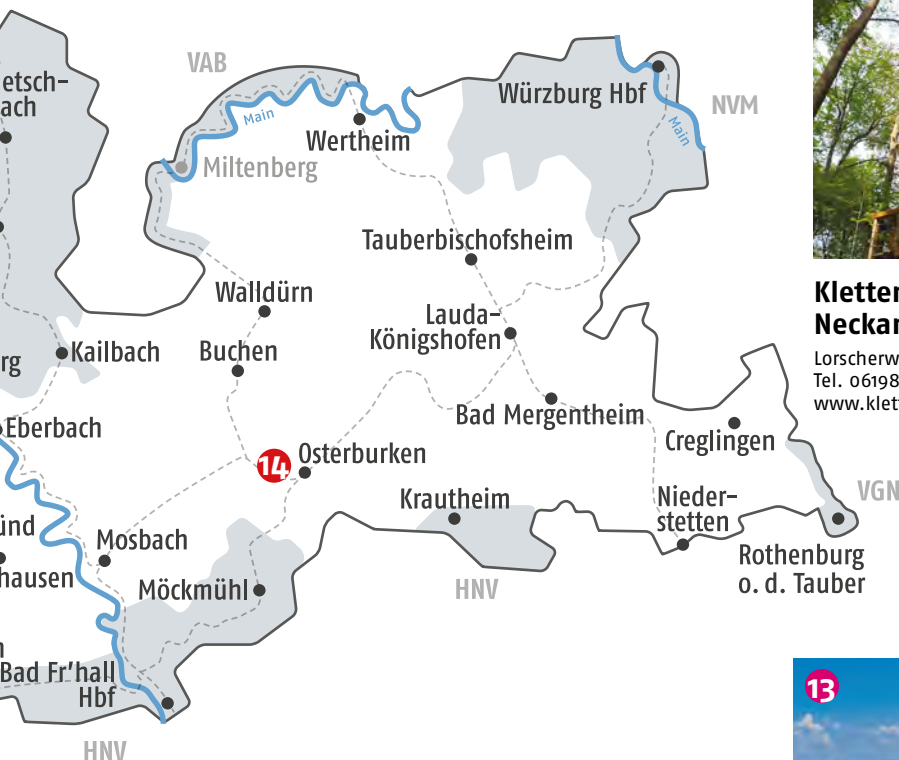 VAB
etsch-
ach
Würzburg Hbf
NVM
Main
Main
Wertheim
Miltenberg
Tauberbischofsheim
Walldürn
Lauda-
Königshofen
Kletter
Neckar
Lorscherw
Tel. 06198
www.klett
Kailbach
Buchen
rg
Eberbach
Bad Mergentheim
Creglingen
14
Osterburken
Krautheim
Nieder-
stetten
VGN
ünd
Mosbach
hausen
Möckmühl
HNV
Rothenburg
o. d. Tauber
Bad Fr'hall
Hbf
13
HNV